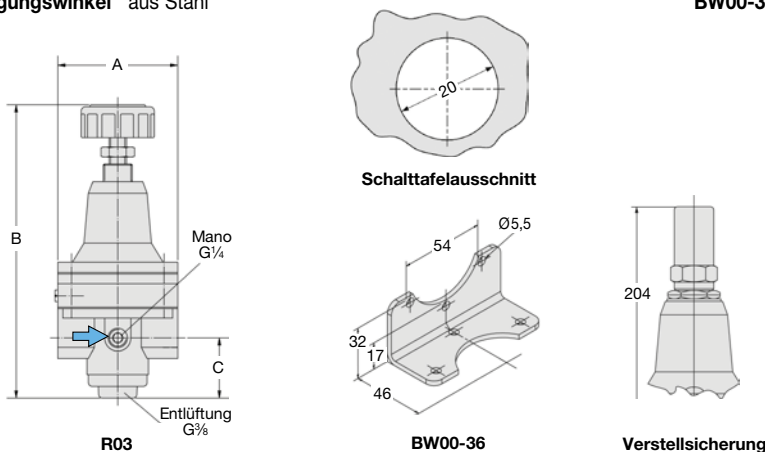 gungswinkel aus Stahl
BW00-3
A
B
C
Mano
G¼
Entlüftung
G⅜
R03
20
Schalttafelausschnitt
54
Ø5,5
32
17
46
BW00-36
204
Verstellsicherung